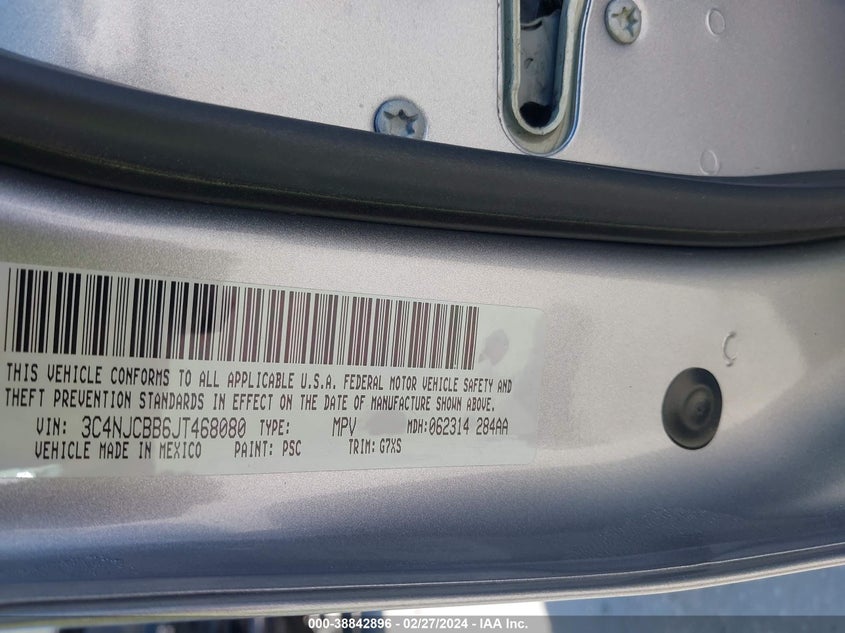 THIS VEHICLE CONFORMS TO ALL APPLICABLE U.S.A. FEDERAL MOTOR VEHICLE SAFETY AND
THEFT PREVENTION STANDARDS IN EFFECT ON THE DATE OF MANUFACTURE SHOWN ABOVE.
VIN: 3C4NJCBB6JT468080 TYPE: MPV MDH:062314 284AA
VEHICLE MADE IN MEXICO PAINT: PSC TRIM: G7XS
000-38842896 | 02/27/2024 | IAA Inc.